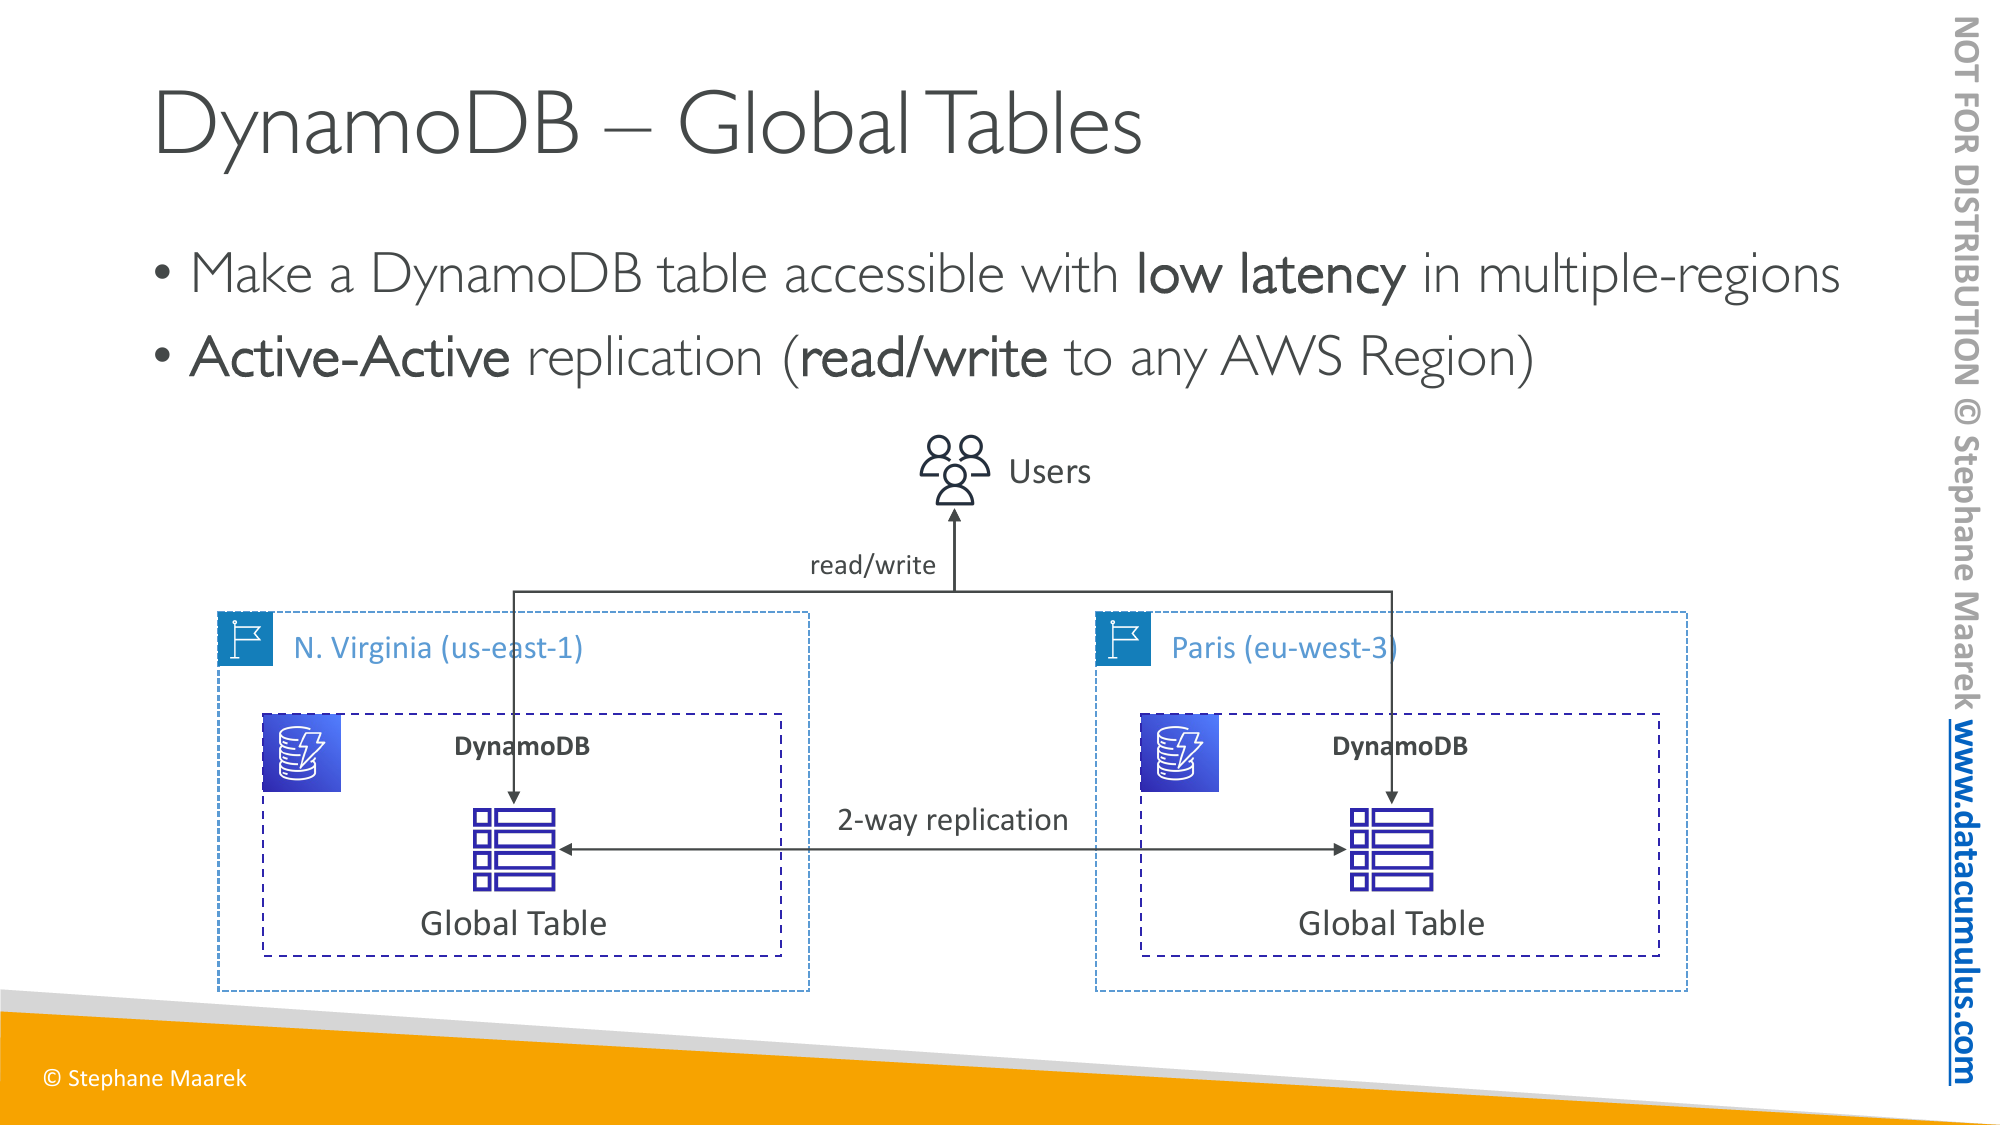 DynamoDB – Global Tables
• Make a DynamoDB table accessible with low latency in multiple-regions
• Active-Active replication (read/write to any AWS Region)
Users
read/write
N. Virginia (us-east-1)
Paris (eu-west-3)
DynamoDB
DynamoDB
2-way replication
Global Table
Global Table
© Stephane Maarek
NOT FOR DISTRIBUTION © Stephane Maarek www.datacumulus.com